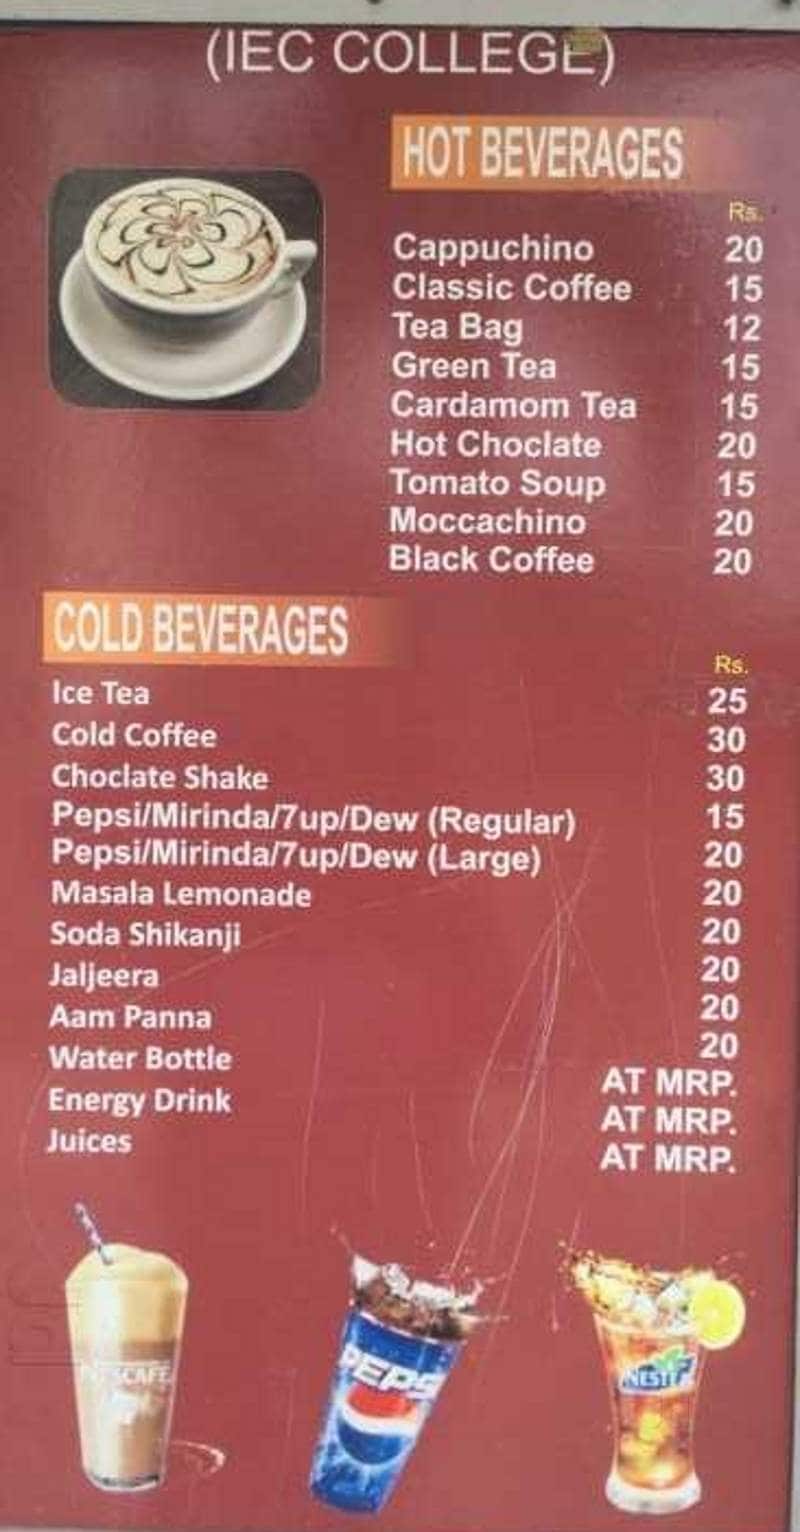 (IEC COLLEGE)
HOT BEVERAGES
Rs.
Cappuchino 20
Classic Coffee 15
Tea Bag 12
Green Tea 15
Cardamom Tea 15
Hot Choclate 20
Tomato Soup 15
Moccachino 20
Black Coffee 20
COLD BEVERAGES
Rs.
Ice Tea 25
Cold Coffee 30
Choclate Shake 30
Pepsi/Mirinda/7up/Dew (Regular) 15
Pepsi/Mirinda/7up/Dew (Large) 20
Masala Lemonade 20
Soda Shikanji 20
Jaljeera 20
Aam Panna 20
Water Bottle 20
Energy Drink AT MRP.
Juices AT MRP.
AT MRP.
PEPSI